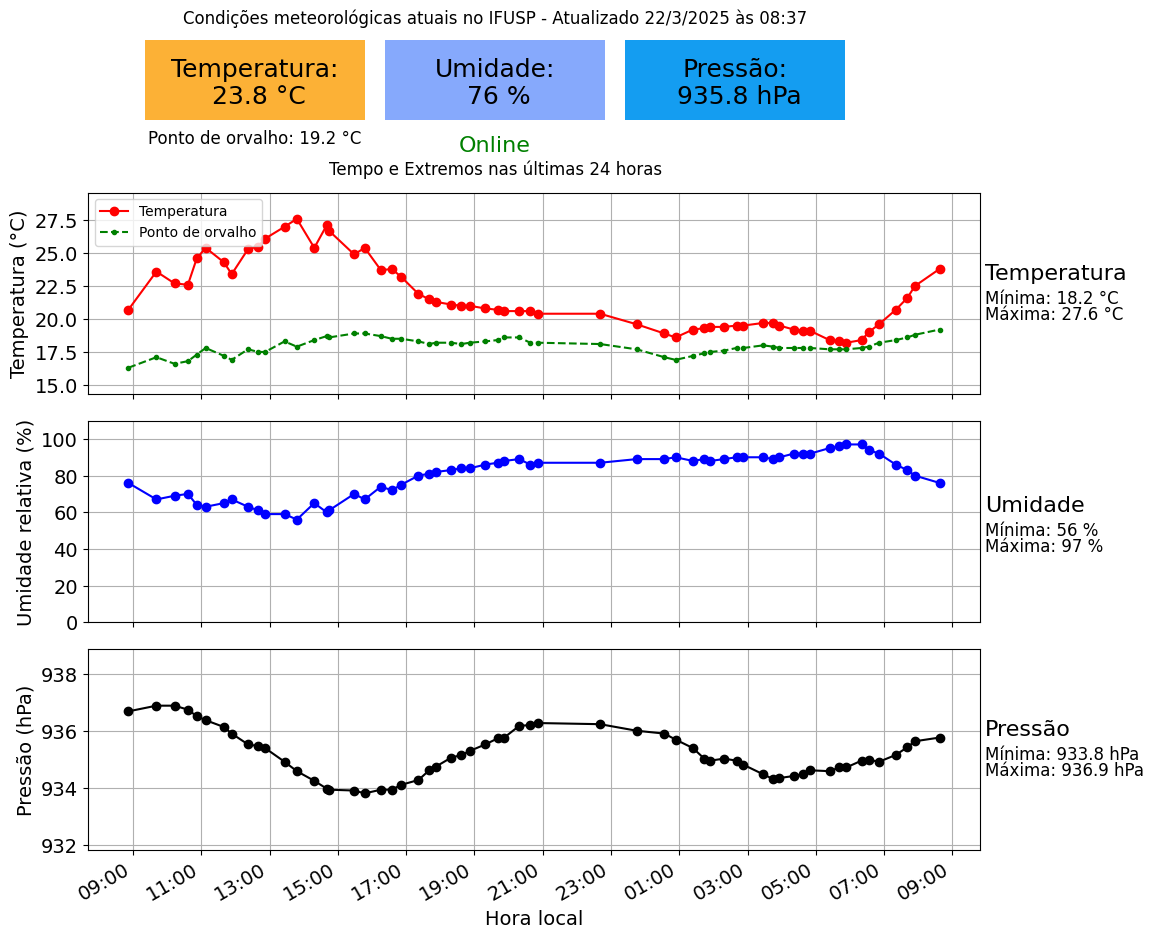 Condições meteorológicas atuais no IFUSP - Atualizado 22/3/2025 às 08:37
Temperatura:
23.8 °C
Umidade:
76 %
Pressão:
935.8 hPa
Ponto de orvalho: 19.2 °C
Online
Tempo e Extremos nas últimas 24 horas
Temperatura (°C)
27.5
25.0
22.5
20.0
17.5
15.0
Temperatura
Ponto de orvalho
Temperatura
Mínima: 18.2 °C
Máxima: 27.6 °C
Umidade relativa (%)
100
80
60
40
20
0
Umidade
Mínima: 56 %
Máxima: 97 %
Pressão (hPa)
938
936
934
932
Pressão
Mínima: 933.8 hPa
Máxima: 936.9 hPa
09:00
11:00
13:00
15:00
17:00
19:00
21:00
23:00
01:00
03:00
05:00
07:00
09:00
Hora local